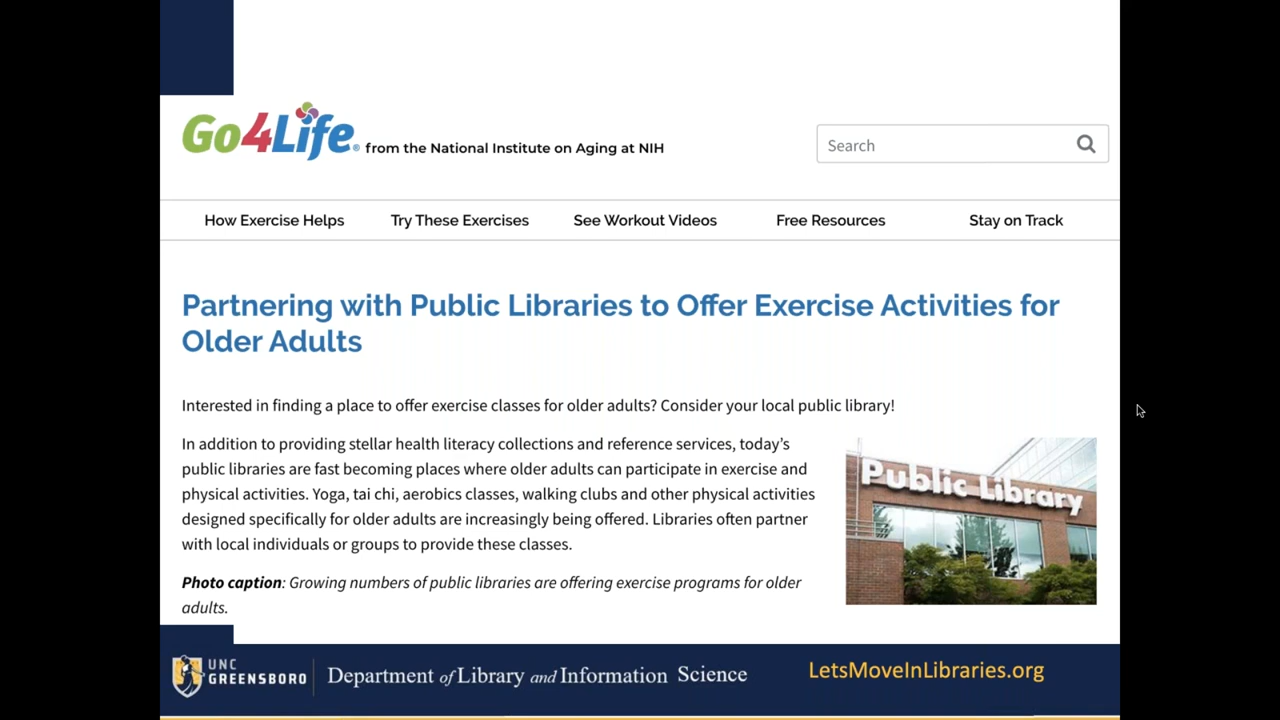 Go4Life® from the National Institute on Aging at NIH
Search
How Exercise Helps Try These Exercises See Workout Videos Free Resources Stay on Track
Partnering with Public Libraries to Offer Exercise Activities for
Older Adults
Interested in finding a place to offer exercise classes for older adults? Consider your local public library!
In addition to providing stellar health literacy collections and reference services, today’s
public libraries are fast becoming places where older adults can participate in exercise and
physical activities. Yoga, tai chi, aerobics classes, walking clubs and other physical activities
designed specifically for older adults are increasingly being offered. Libraries often partner
with local individuals or groups to provide these classes.
Public Library
Photo caption: Growing numbers of public libraries are offering exercise programs for older
adults.
UNC
GREENSBORO
Department of Library and Information Science
LetsMoveInLibraries.org